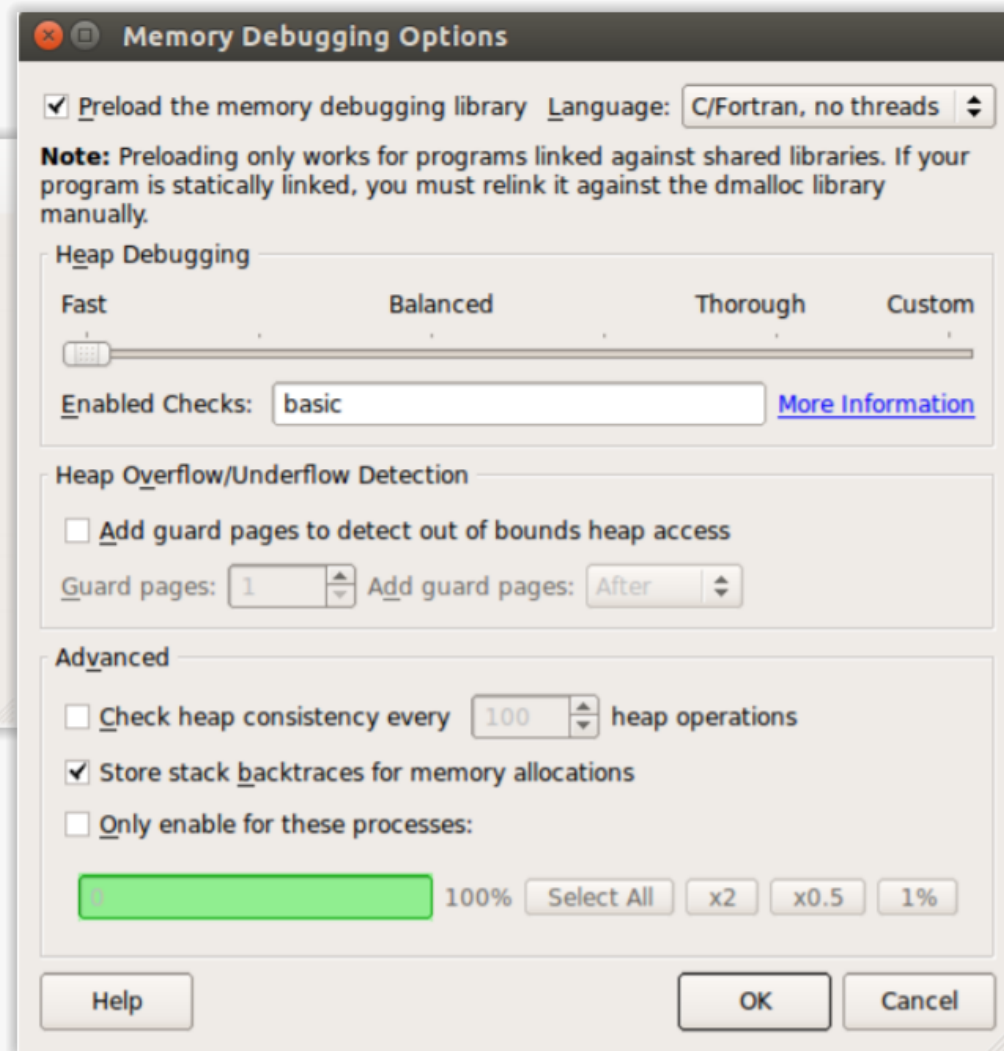 Memory Debugging Options
Preload the memory debugging library Language: C/Fortran, no threads
Note: Preloading only works for programs linked against shared libraries. If your
program is statically linked, you must relink it against the dmalloc library
manually.
Heap Debugging
Fast Balanced Thorough Custom
Enabled Checks: basic More Information
Heap Overflow/Underflow Detection
Add guard pages to detect out of bounds heap access
Guard pages: 1 Add guard pages: After
Advanced
Check heap consistency every 100 heap operations
Store stack backtraces for memory allocations
Only enable for these processes:
0 100% Select All x2 x0.5 1%
Help OK Cancel